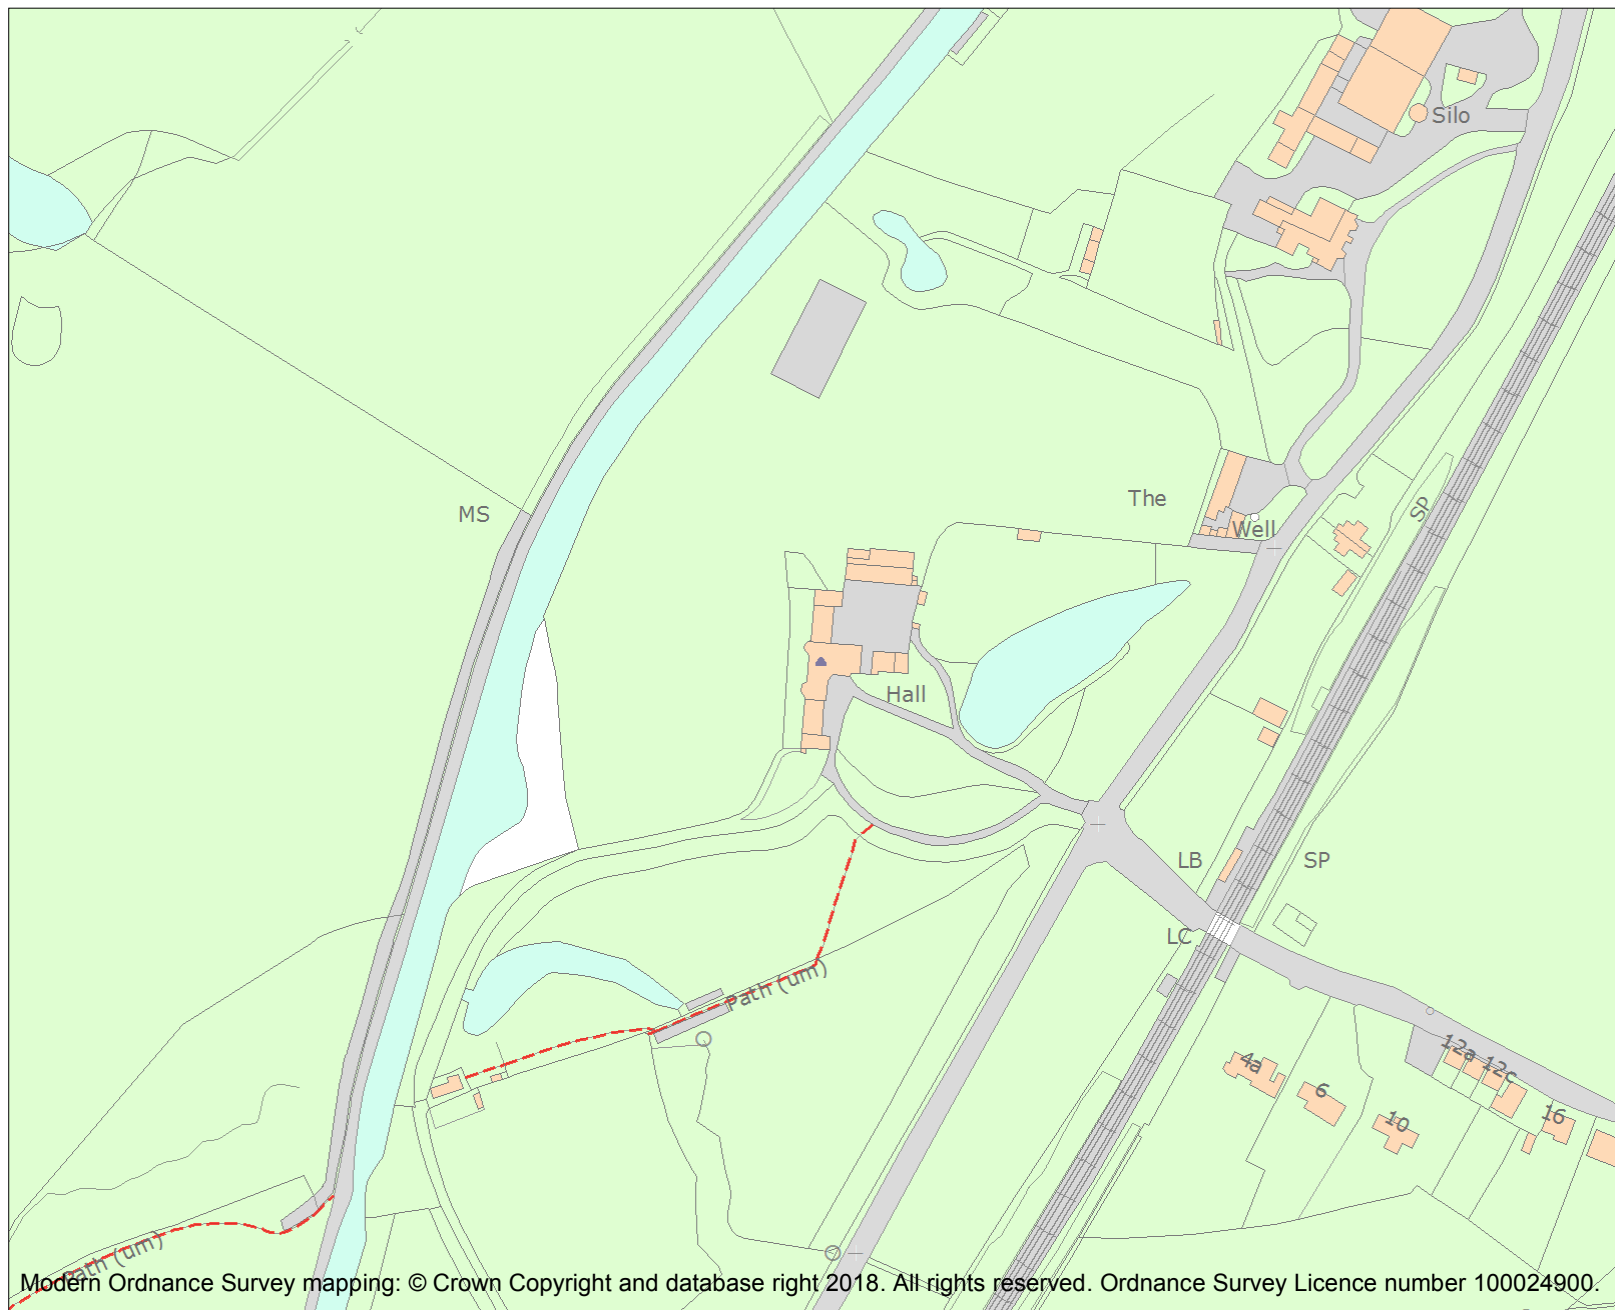 Silo
MS
The
SP
Well
Hall
LB
SP
LC
Path (um)
12a
12c
4a
6
10
16
Path (um)
Modern Ordnance Survey mapping: © Crown Copyright and database right 2018. All rights reserved. Ordnance Survey Licence number 100024900.